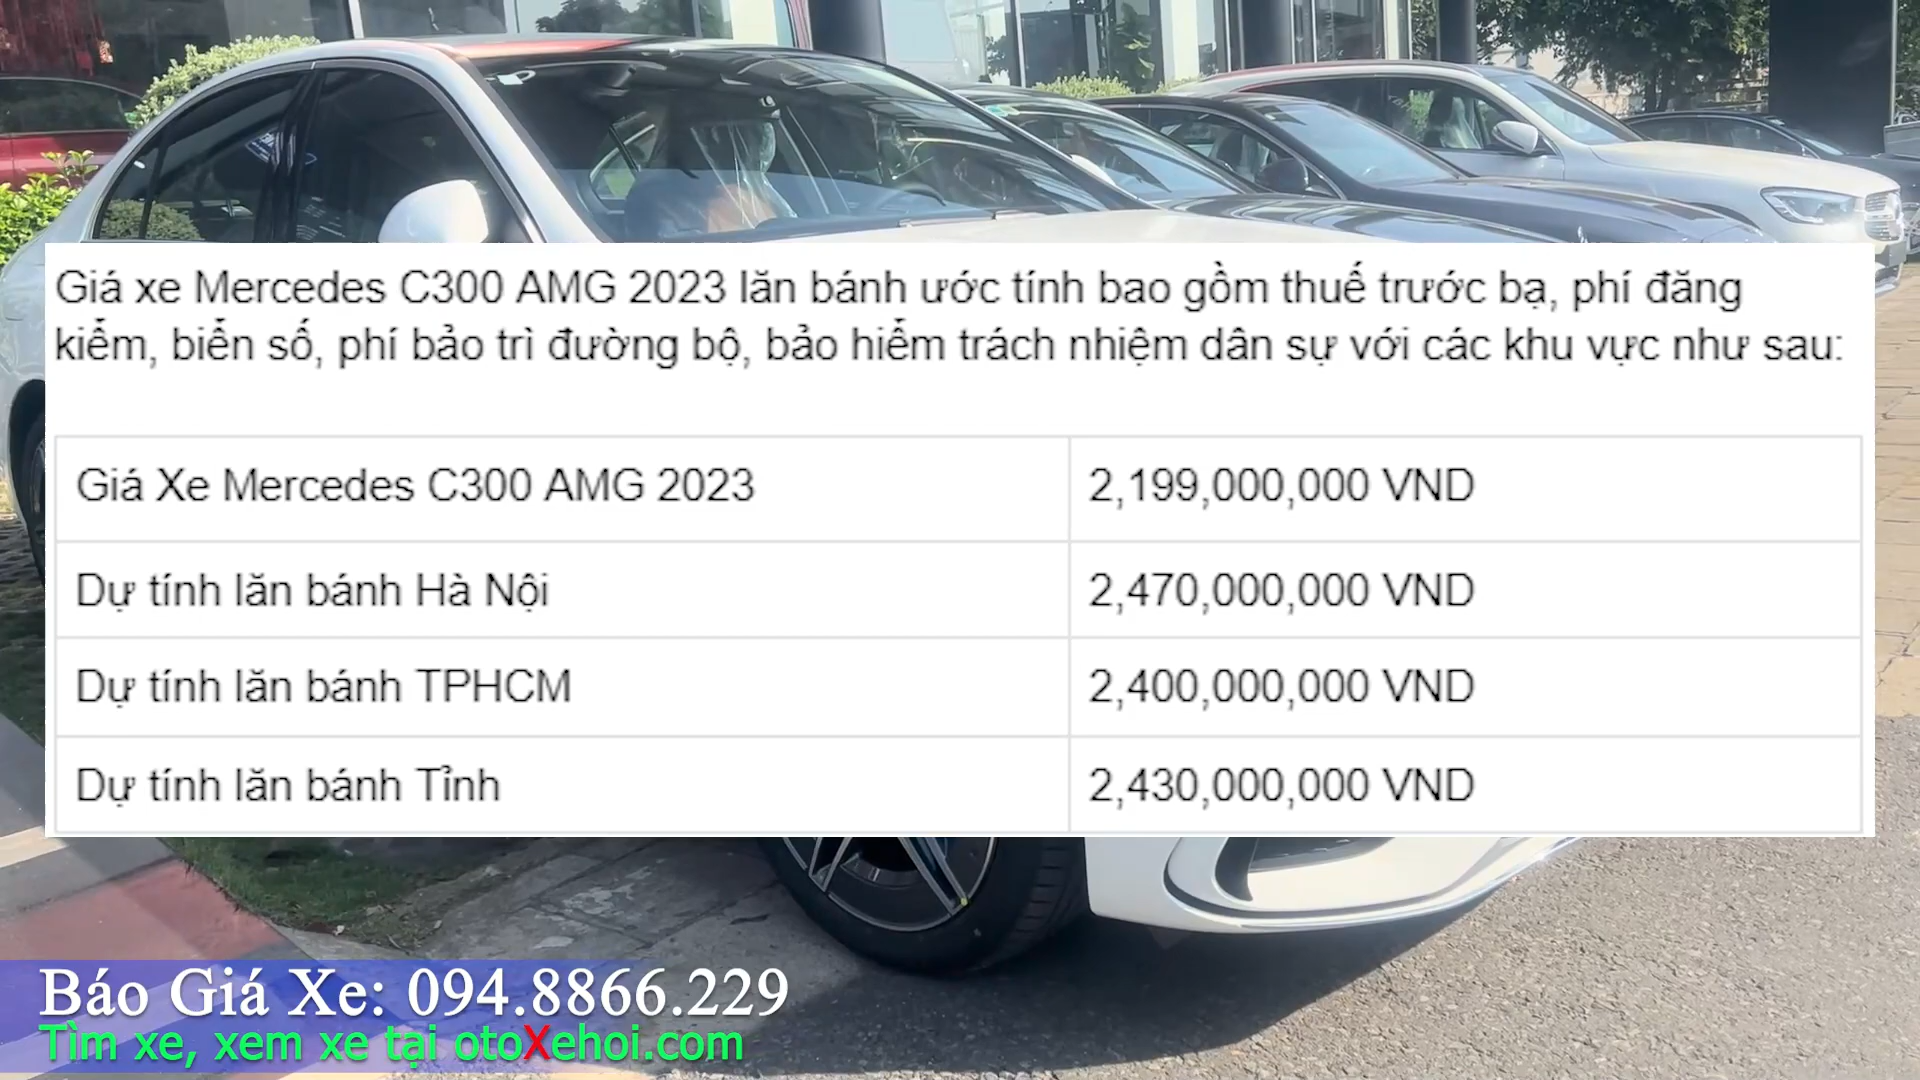 Giá xe Mercedes C300 AMG 2023 lăn bánh ước tính bao gồm thuế trước bạ, phí đăng
kiểm, biển số, phí bảo trì đường bộ, bảo hiểm trách nhiệm dân sự với các khu vực như sau:
Giá Xe Mercedes C300 AMG 2023 2,199,000,000 VND
Dự tính lăn bánh Hà Nội 2,470,000,000 VND
Dự tính lăn bánh TPHCM 2,400,000,000 VND
Dự tính lăn bánh Tỉnh 2,430,000,000 VND
Báo Giá Xe: 094.8866.229
Tìm xe, xem xe tại otoXehoi.com